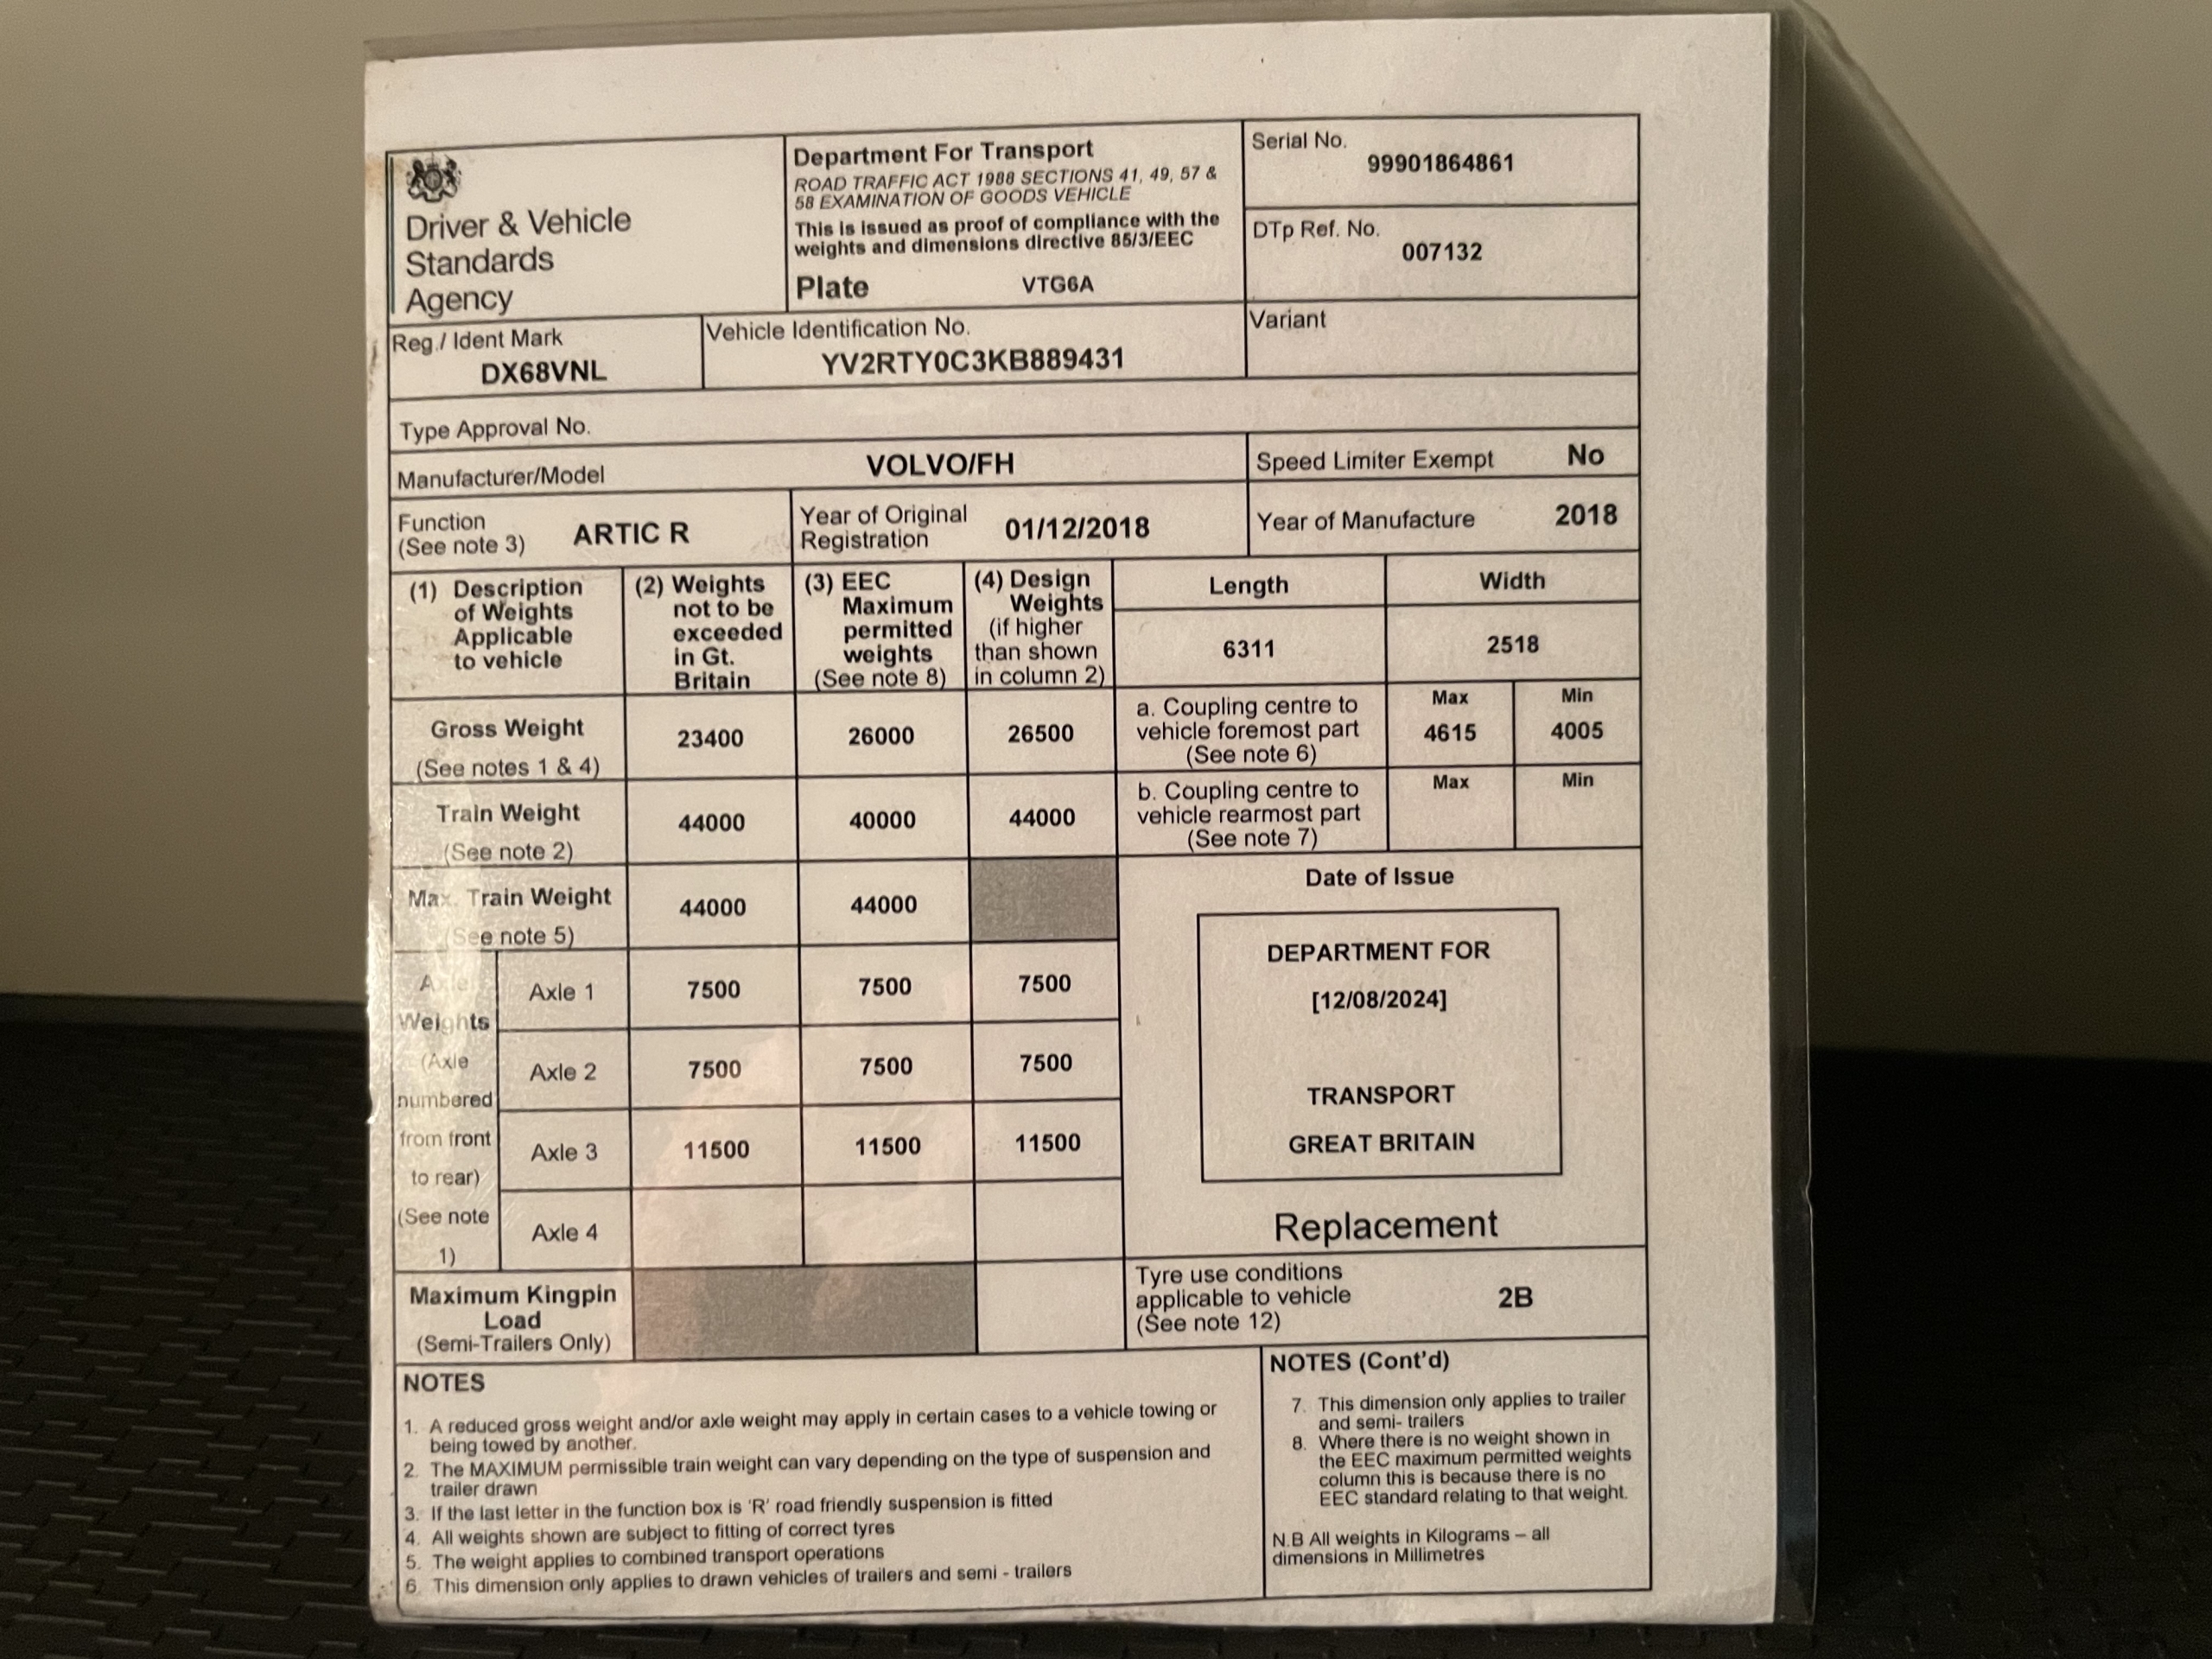 Driver & Vehicle
Standards
Agency
Department For Transport
ROAD TRAFFIC ACT 1988 SECTIONS 41, 49, 57 &
58 EXAMINATION OF GOODS VEHICLE
This is issued as proof of compliance with the
weights and dimensions directive 85/3/EEC
Plate VTG6A
Serial No.
99901864861
DTp Ref. No.
007132
Reg./ Ident Mark
DX68VNL
Vehicle Identification No.
YV2RTY0C3KB889431
Variant
Type Approval No.
Manufacturer/Model VOLVO/FH
Speed Limiter Exempt No
Function
(See note 3) ARTIC R
Year of Original
Registration 01/12/2018
Year of Manufacture 2018
(1) Description
of Weights
Applicable
to vehicle
(2) Weights
not to be
exceeded
in Gt.
Britain
(3) EEC
Maximum
permitted
weights
(See note 8)
(4) Design
Weights
(if higher
than shown
in column 2)
Length
6311
Width
2518
Gross Weight
(See notes 1 & 4)
23400 26000 26500
a. Coupling centre to
vehicle foremost part
(See note 6)
Max
4615
Min
4005
Train Weight
(See note 2)
44000 40000 44000
b. Coupling centre to
vehicle rearmost part
(See note 7)
Max
Min
Max. Train Weight
(See note 5)
44000 44000
Date of Issue
DEPARTMENT FOR
[12/08/2024]
TRANSPORT
GREAT BRITAIN
Replacement
Axle
Weights
(Axle
numbered
from front
to rear)
(See note
1)
Axle 1 7500 7500 7500
Axle 2 7500 7500 7500
Axle 3 11500 11500 11500
Axle 4
Maximum Kingpin
Load
(Semi-Trailers Only)
Tyre use conditions
applicable to vehicle
(See note 12)
2B
NOTES
1. A reduced gross weight and/or axle weight may apply in certain cases to a vehicle towing or
being towed by another.
2. The MAXIMUM permissible train weight can vary depending on the type of suspension and
trailer drawn
3. If the last letter in the function box is 'R' road friendly suspension is fitted
4. All weights shown are subject to fitting of correct tyres
5. The weight applies to combined transport operations
6. This dimension only applies to drawn vehicles of trailers and semi - trailers
NOTES (Cont'd)
7. This dimension only applies to trailer
and semi- trailers
8. Where there is no weight shown in
the EEC maximum permitted weights
column this is because there is no
EEC standard relating to that weight.
N.B All weights in Kilograms – all
dimensions in Millimetres